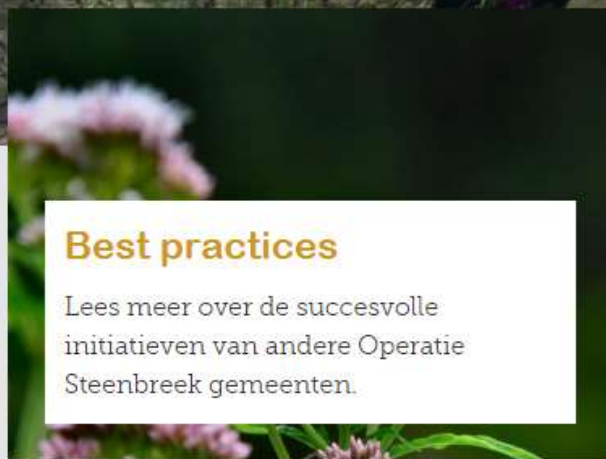 Best practices
Lees meer over de succesvolle
initiatieven van andere Operatie
Steenbreek gemeenten.